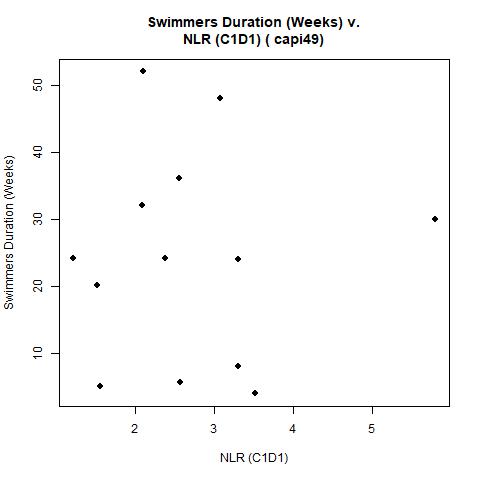 Swimmers Duration (Weeks) v.
NLR (C1D1) ( capi49)
Swimmers Duration (Weeks)
50
40
30
20
10
2 3 4 5
NLR (C1D1)